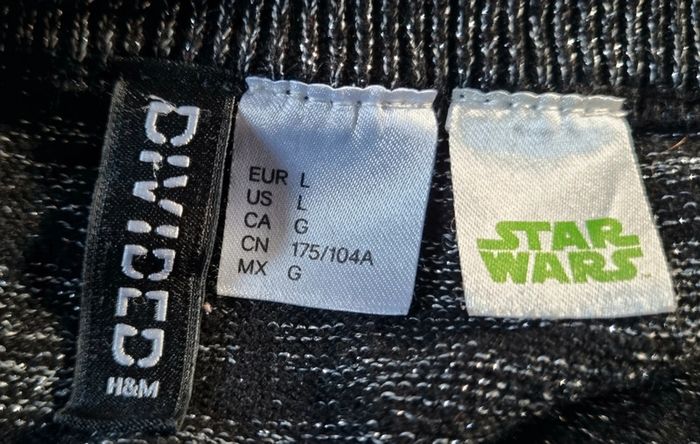 DIVIDED
H&M
EUR L
US L
CA G
CN 175/104A
MX G
STAR
WARS